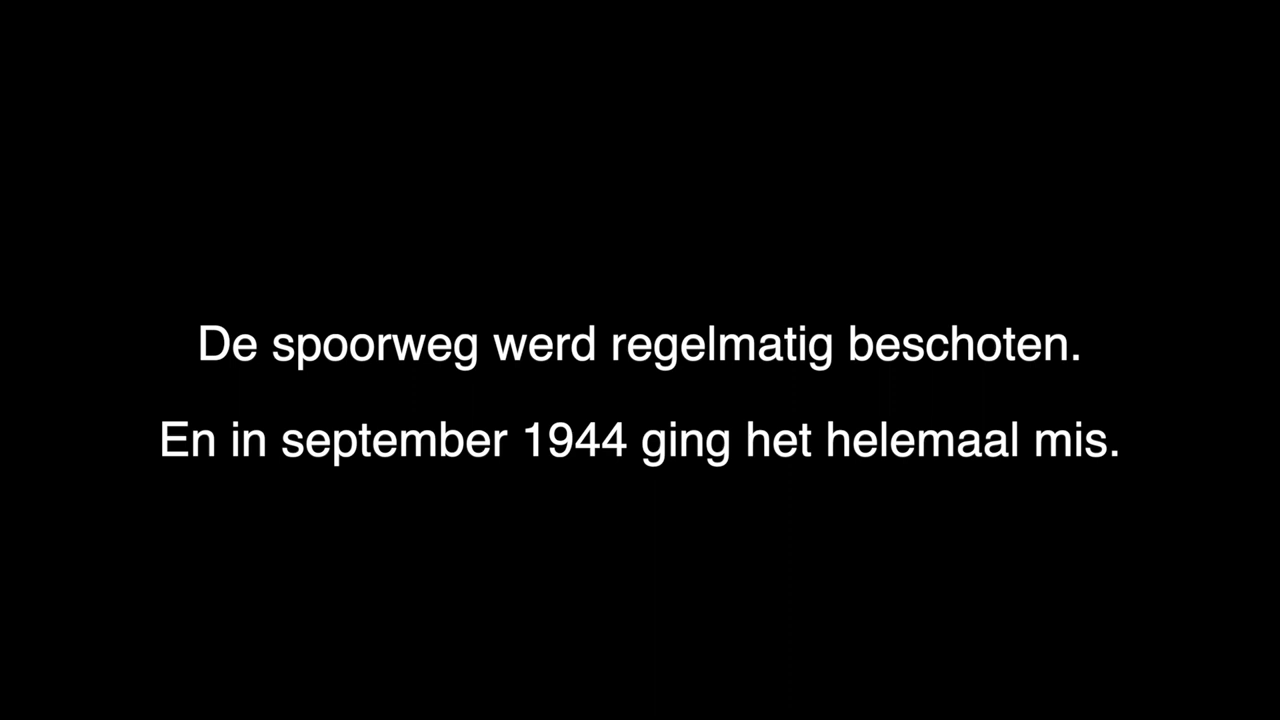 De spoorweg werd regelmatig beschoten.
En in september 1944 ging het helemaal mis.